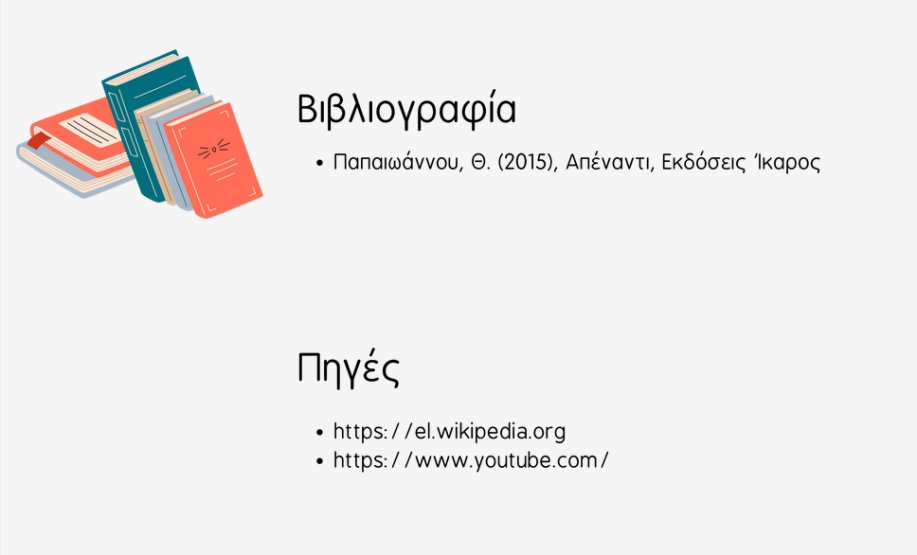 Βιβλιογραφία
• Παπαιωάννου, Θ. (2015), Απέναντι, Εκδόσεις Ίκαρος
Πηγές
• https://el.wikipedia.org
• https://www.youtube.com/